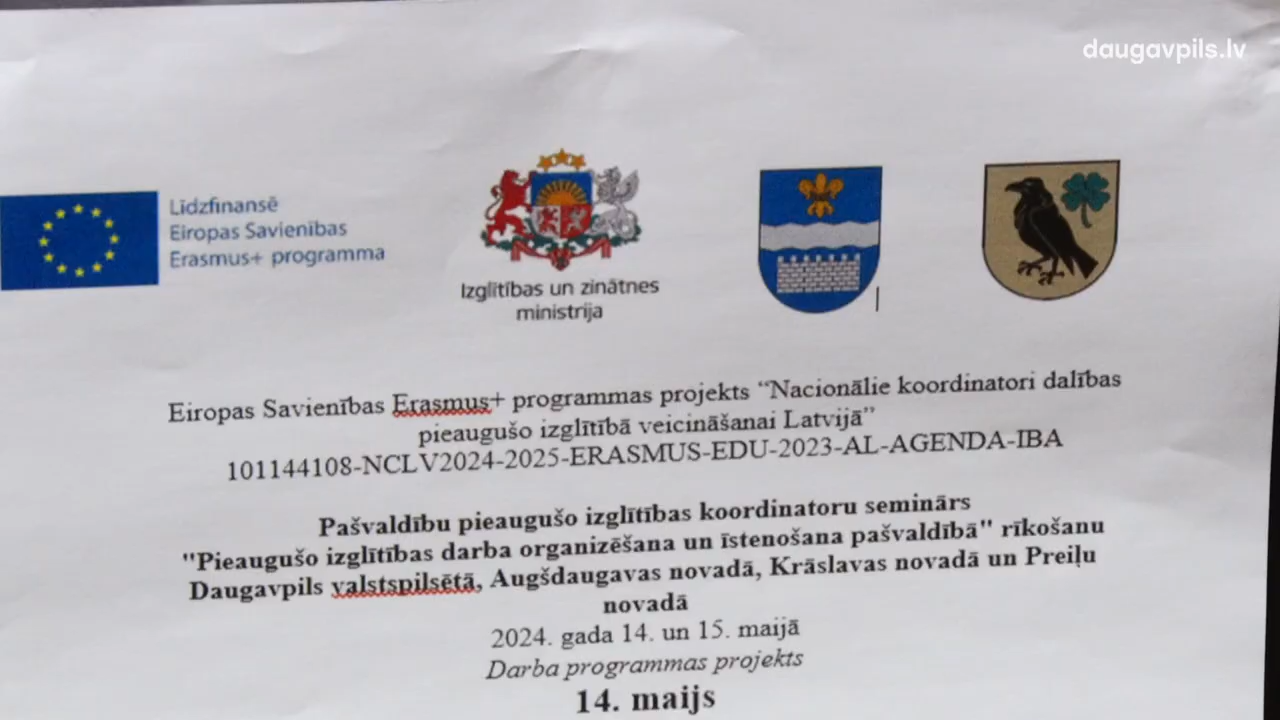 daugavpils.lv
Līdzfinansē
Eiropas Savienības
Erasmus+ programma
Izglītības un zinātnes
ministrija
Eiropas Savienības Erasmus+ programmas projekts “Nacionālie koordinatori dalības
pieaugušo izglītībā veicināšanai Latvijā”
101144108-NCLV2024-2025-ERASMUS-EDU-2023-AL-AGENDA-IBA
Pašvaldību pieaugušo izglītības koordinatoru seminārs
"Pieaugušo izglītības darba organizēšana un īstenošana pašvaldībā" rīkošanu
Daugavpils valstspilsētā, Augšdaugavas novadā, Krāslavas novadā un Preiļu
novadā
2024. gada 14. un 15. maijā
Darba programmas projekts
14. maijs